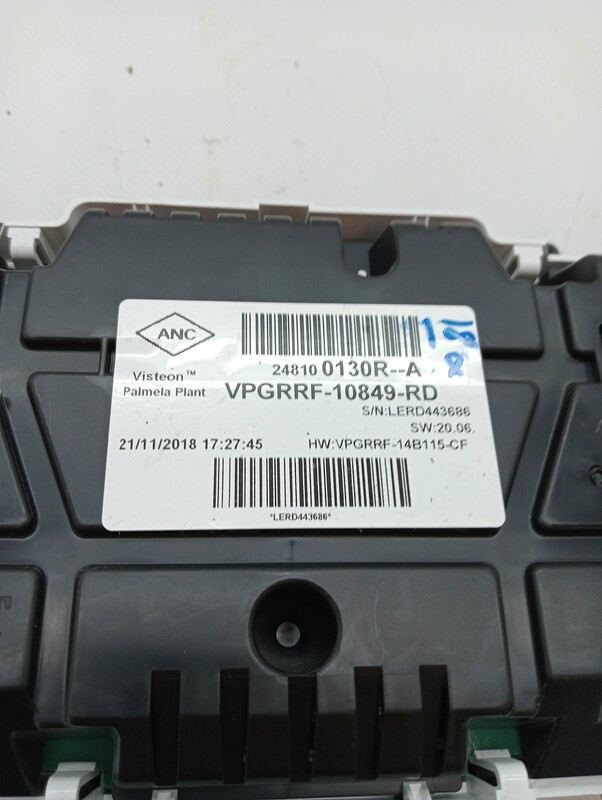 ANC
Visteon™
Palmela Plant
24810 0130R--A
VPGRRF-10849-RD
S/N:LERD443686
SW:20.06.
21/11/2018 17:27:45
HW:VPGRRF-14B115-CF
*LERD443686*